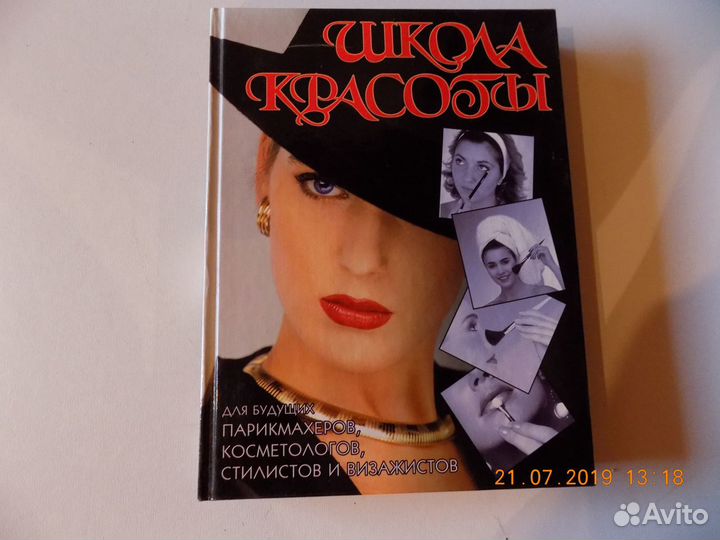 ШКОЛА
КРАСОТЫ
ДЛЯ БУДУЩИХ
ПАРИКМАХЕРОВ,
КОСМЕТОЛОГОВ,
СТИЛИСТОВ И ВИЗАЖИСТОВ
21.07.2019 13:18
Avito